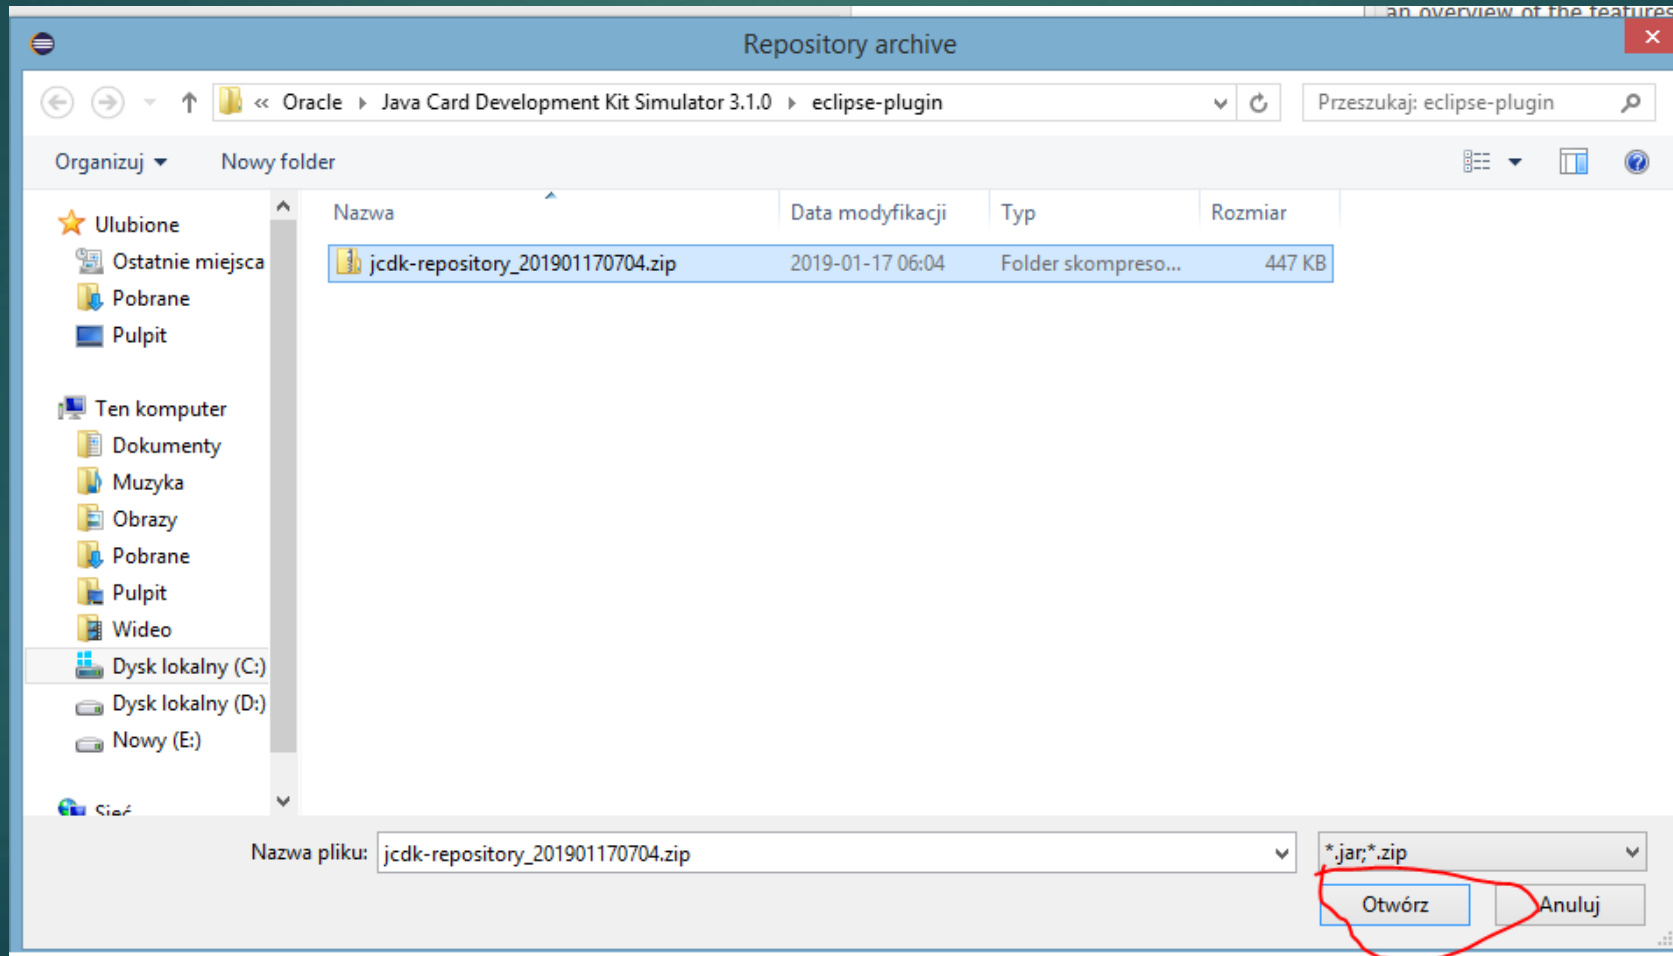 an overview of the features
Repository archive
« Oracle Java Card Development Kit Simulator 3.1.0 eclipse-plugin
Przeszukaj: eclipse-plugin
Organizuj
Nowy folder
Nazwa
Data modyfikacji
Typ
Rozmiar
jcdk-repository_201901170704.zip
2019-01-17 06:04
Folder skompreso...
447 KB
Ulubione
Ostatnie miejsca
Pobrane
Pulpit
Ten komputer
Dokumenty
Muzyka
Obrazy
Pobrane
Pulpit
Wideo
Dysk lokalny (C:)
Dysk lokalny (D:)
Nowy (E:)
Sieć
Nazwa pliku:
jcdk-repository_201901170704.zip
*.jar;*.zip
Otwórz
Anuluj